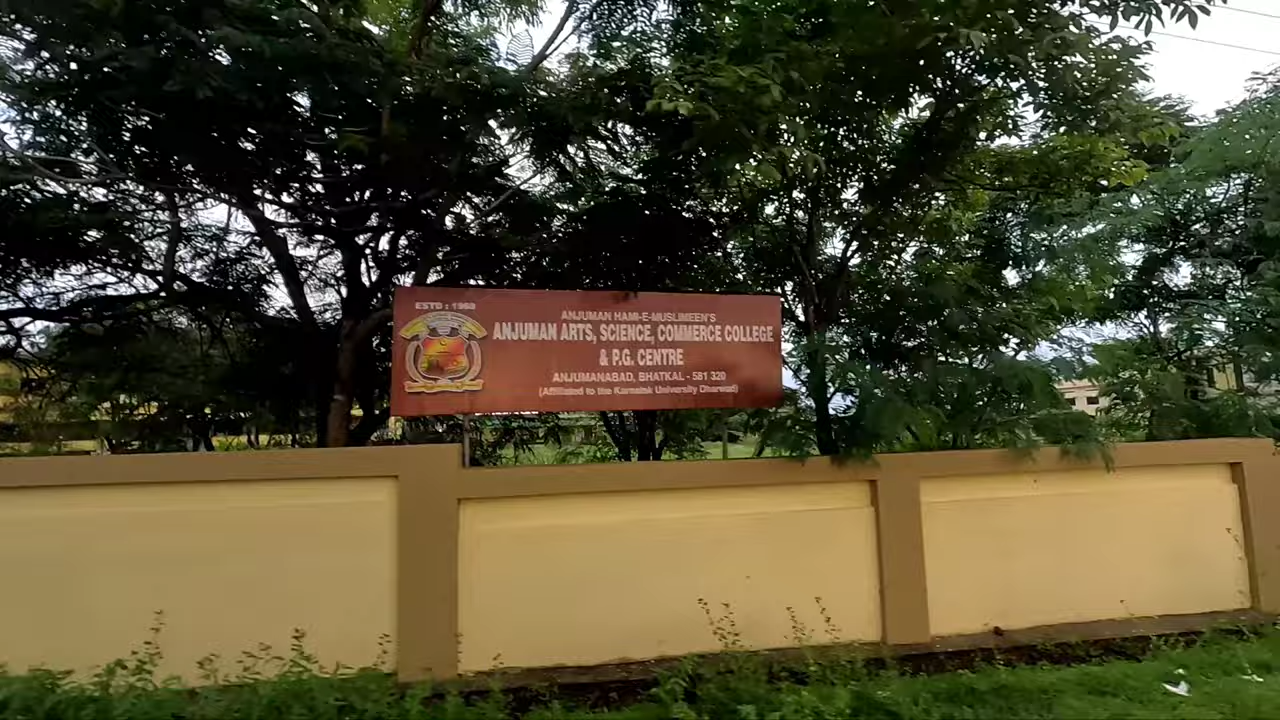 ESTD : 1968
ANJUMAN HAMI-E-MUSLIMEEN'S
ANJUMAN ARTS, SCIENCE, COMMERCE COLLEGE
& P.G. CENTRE
ANJUMANABAD, BHATKAL - 581 320
(Affiliated to the Karnatak University Dharwad)